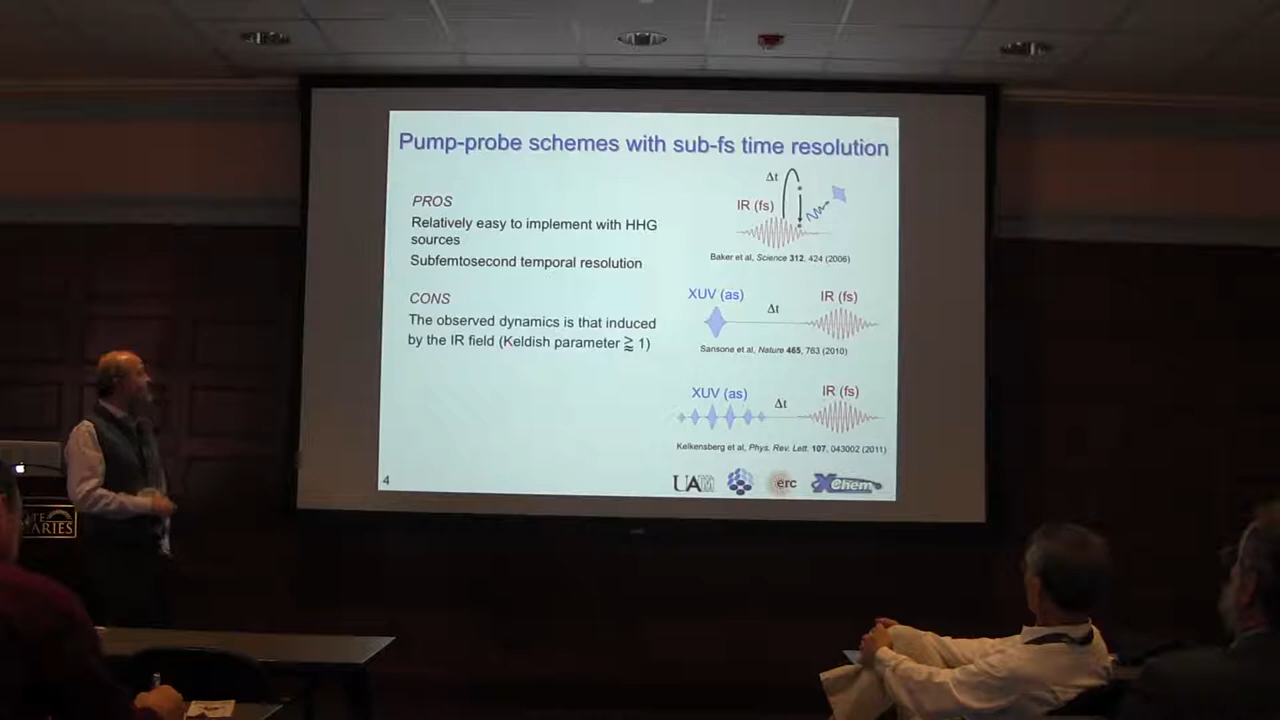 Pump-probe schemes with sub-fs time resolution
PROS
Relatively easy to implement with HHG
sources
Subfemtosecond temporal resolution
CONS
The observed dynamics is that induced
by the IR field (Keldish parameter ⪆ 1)
Δt
IR (fs)
Baker et al, Science 312, 424 (2006)
XUV (as)
Δt
IR (fs)
Sansone et al, Nature 465, 763 (2010)
XUV (as)
Δt
IR (fs)
Kelkensberg et al, Phys. Rev. Lett. 107, 043002 (2011)
4
UAM
erc
XChem
ARIES